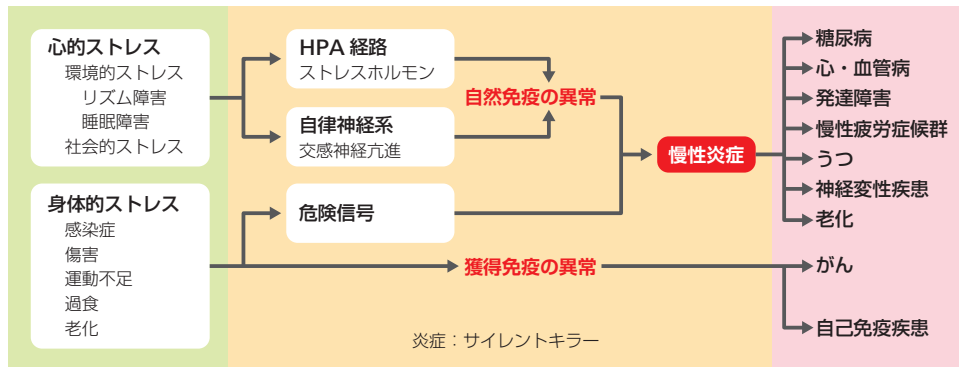 心的ストレス
環境的ストレス
リズム障害
睡眠障害
社会的ストレス
身体的ストレス
感染症
傷害
運動不足
過食
老化
HPA 経路
ストレスホルモン
自律神経系
交感神経亢進
危険信号
自然免疫の異常
獲得免疫の異常
慢性炎症
炎症：サイレントキラー
糖尿病
心・血管病
発達障害
慢性疲労症候群
うつ
神経変性疾患
老化
がん
自己免疫疾患